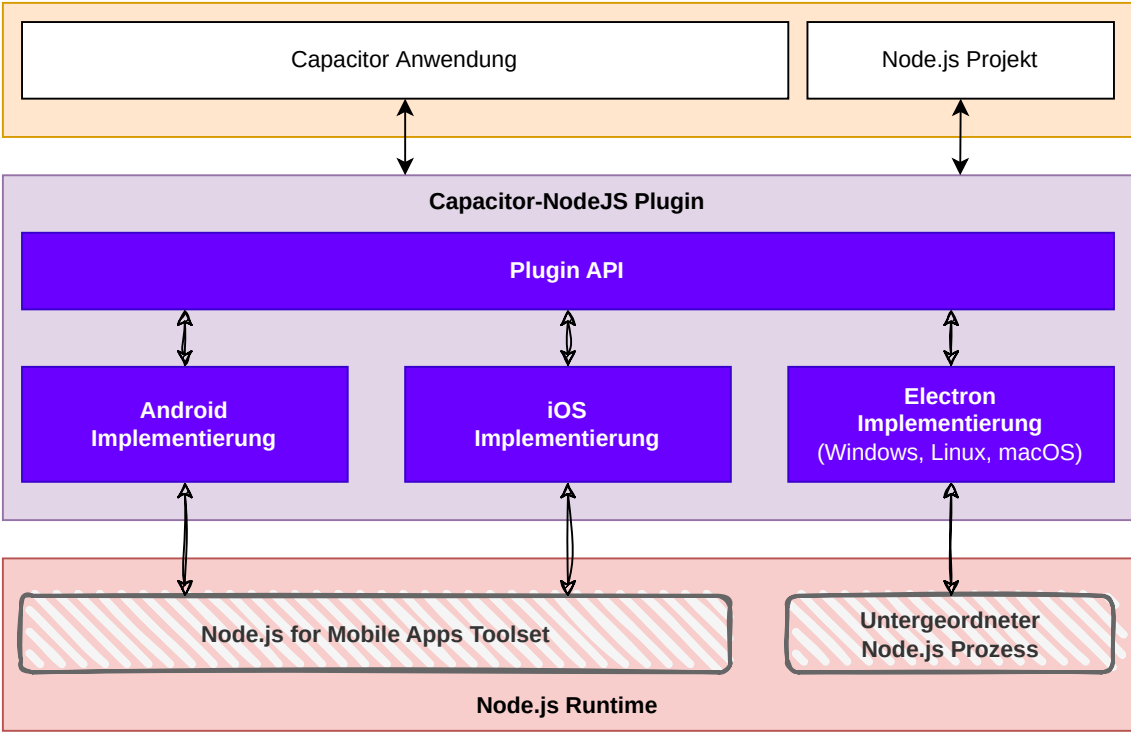 Capacitor Anwendung
Node.js Projekt
Capacitor-NodeJS Plugin
Plugin API
Android
Implementierung
iOS
Implementierung
Electron
Implementierung
(Windows, Linux, macOS)
Node.js for Mobile Apps Toolset
Untergeordneter
Node.js Prozess
Node.js Runtime